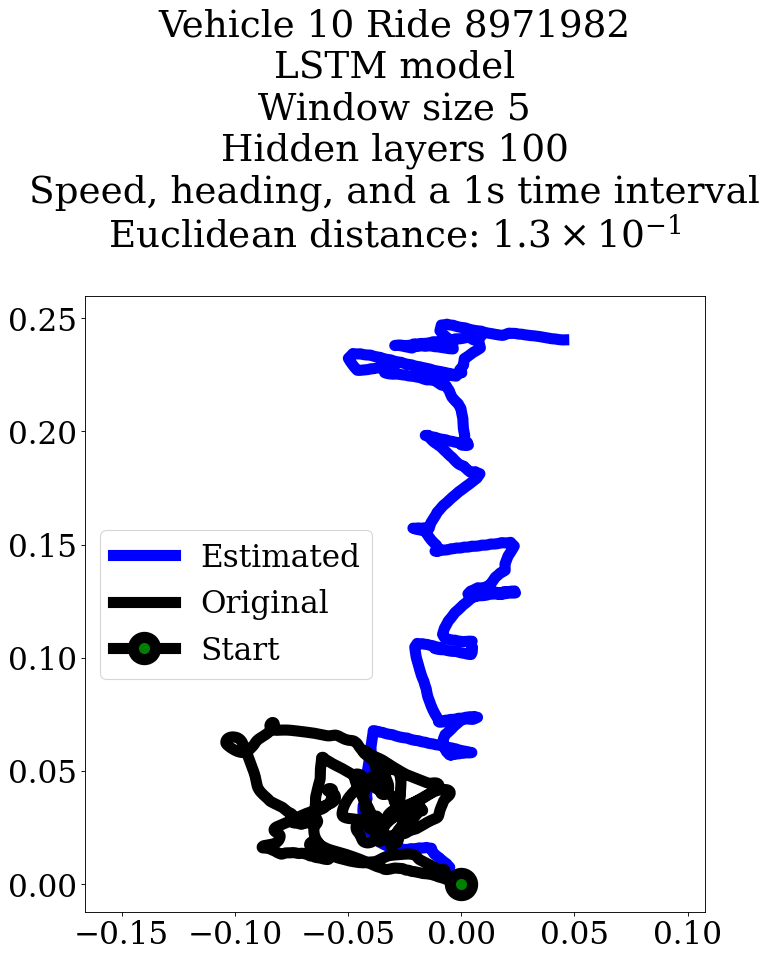 Vehicle 10 Ride 8971982
LSTM model
Window size 5
Hidden layers 100
Speed, heading, and a 1s time interval
Euclidean distance: $1.3 \times 10^{-1}$
0.25
0.20
0.15
0.10
0.05
0.00
Estimated
Original
Start
−0.15 −0.10 −0.05 0.00 0.05 0.10